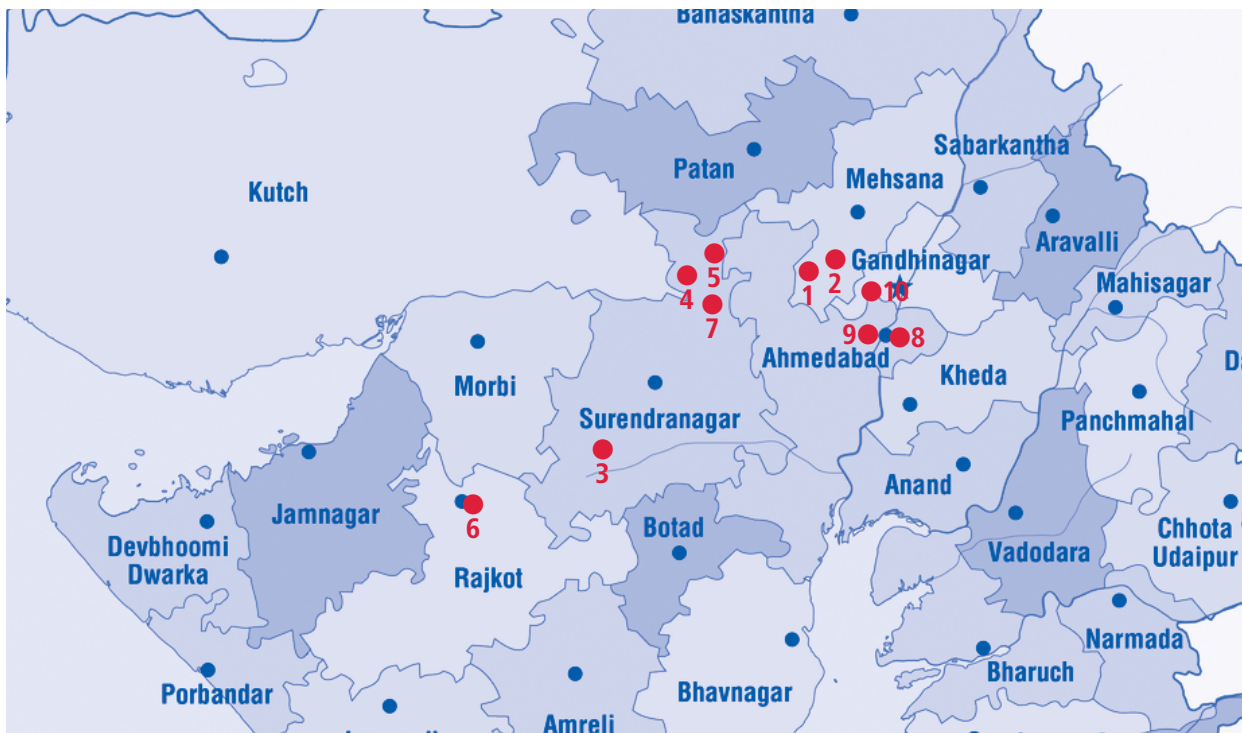 Banaskantha
Sabarkantha
Patan
Mehsana
Kutch
Aravalli
Gandhinagar
5
4
1
2
10
Mahisagar
7
9
8
Ahmedabad
Morbi
Kheda
Surendranagar
Panchmahal
3
Anand
Jamnagar
6
Botad
Devbhoomi
Dwarka
Vadodara
Chhota
Udaipur
Rajkot
Narmada
Bharuch
Porbandar
Bhavnagar
Amreli